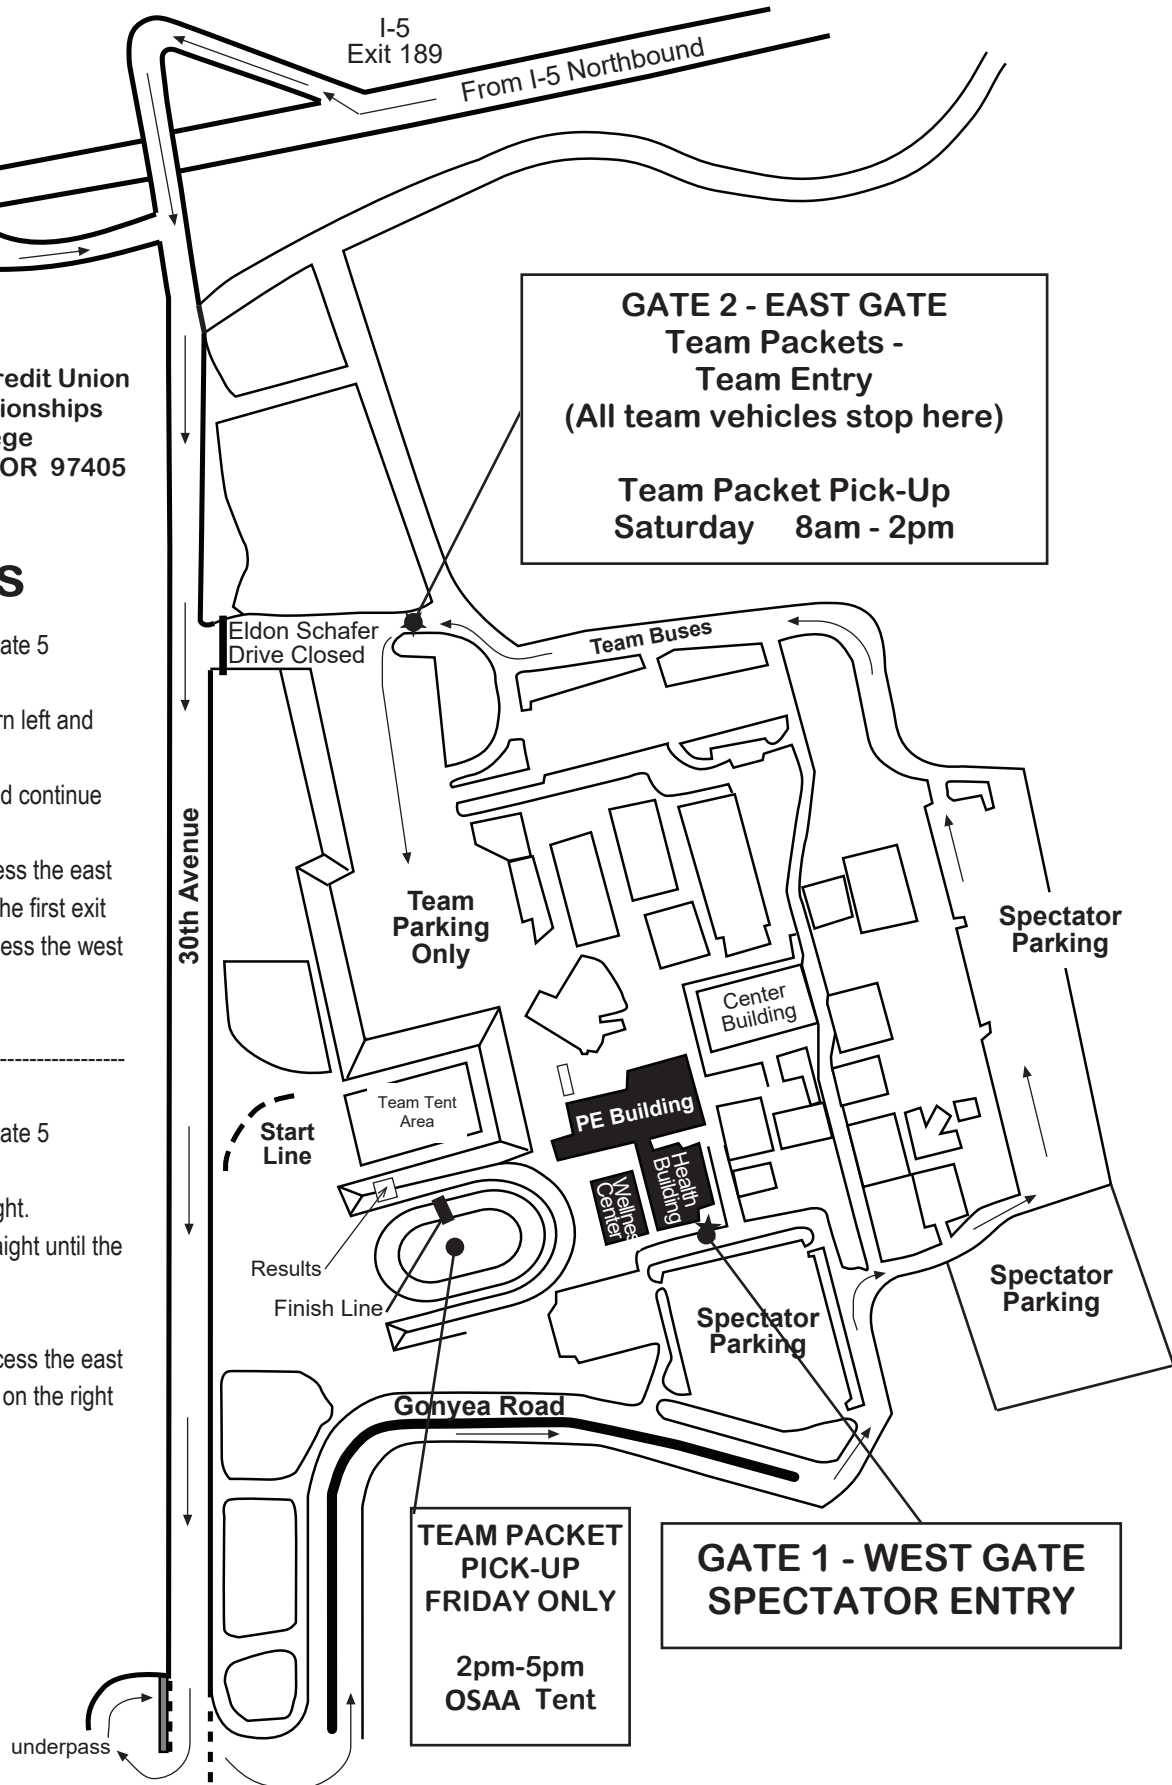 I-5
Exit 189
From I-5 Northbound
GATE 2 - EAST GATE
Team Packets -
Team Entry
(All team vehicles stop here)
Team Packet Pick-Up
Saturday 8am - 2pm
redit Union
ionships
ege
OR 97405
s
ate 5
rn left and
d continue
ess the east
he first exit
ess the west
--------------------
ate 5
ght.
aight until the
cess the east
on the right
Eldon Schafer
Drive Closed
Team Buses
30th Avenue
Team
Parking
Only
Spectator
Parking
Center
Building
PE Building
Team Tent
Area
Start
Line
Health
Building
Wellnes
Center
Results
Finish Line
Spectator
Parking
Spectator
Parking
Gonyea Road
TEAM PACKET
PICK-UP
FRIDAY ONLY
2pm-5pm
OSAA Tent
GATE 1 - WEST GATE
SPECTATOR ENTRY
underpass